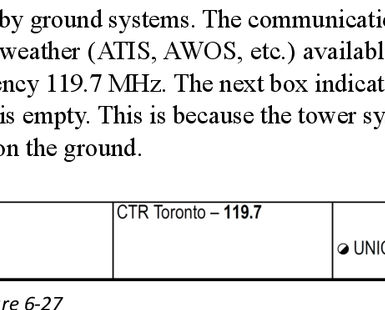 by ground systems. The communicati
weather (ATIS, AWOS, etc.) availabl
ency 119.7 MHz. The next box indicat
is empty. This is because the tower sy
on the ground.
CTR Toronto – 119.7
UNIC
re 6-27